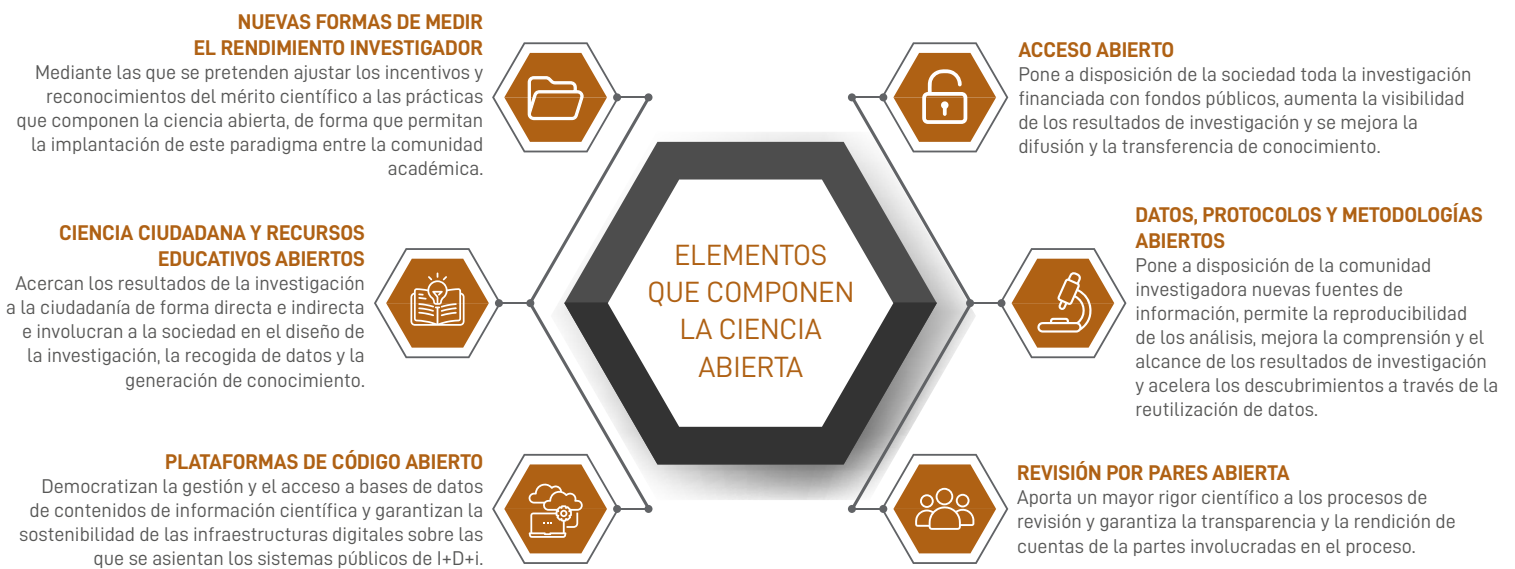 NUEVAS FORMAS DE MEDIR
EL RENDIMIENTO INVESTIGADOR
Mediante las que se pretenden ajustar los incentivos y
reconocimientos del mérito científico a las prácticas
que componen la ciencia abierta, de forma que permitan
la implantación de este paradigma entre la comunidad
académica.
CIENCIA CIUDADANA Y RECURSOS
EDUCATIVOS ABIERTOS
Acercan los resultados de la investigación
a la ciudadanía de forma directa e indirecta
e involucran a la sociedad en el diseño de
la investigación, la recogida de datos y la
generación de conocimiento.
PLATAFORMAS DE CÓDIGO ABIERTO
Democratizan la gestión y el acceso a bases de datos
de contenidos de información científica y garantizan la
sostenibilidad de las infraestructuras digitales sobre las
que se asientan los sistemas públicos de I+D+i.
ELEMENTOS
QUE COMPONEN
LA CIENCIA
ABIERTA
ACCESO ABIERTO
Pone a disposición de la sociedad toda la investigación
financiada con fondos públicos, aumenta la visibilidad
de los resultados de investigación y se mejora la
difusión y la transferencia de conocimiento.
DATOS, PROTOCOLOS Y METODOLOGÍAS
ABIERTOS
Pone a disposición de la comunidad
investigadora nuevas fuentes de
información, permite la reproducibilidad
de los análisis, mejora la comprensión y el
alcance de los resultados de investigación
y acelera los descubrimientos a través de la
reutilización de datos.
REVISIÓN POR PARES ABIERTA
Aporta un mayor rigor científico a los procesos de
revisión y garantiza la transparencia y la rendición de
cuentas de la partes involucradas en el proceso.